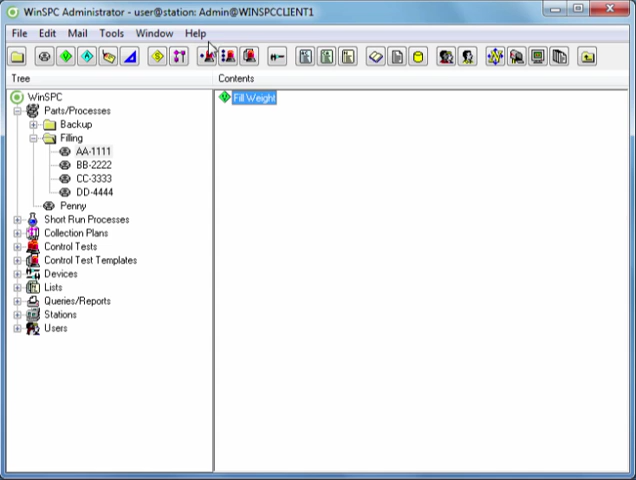 WinSPC Administrator - user@station: Admin@WINSPCCLIENT1
File Edit Mail Tools Window Help
Tree Contents
WinSPC
Parts/Processes
Backup
Filling
AA-1111
BB-2222
CC-3333
DD-4444
Penny
Short Run Processes
Collection Plans
Control Tests
Control Test Templates
Devices
Lists
Queries/Reports
Stations
Users
Fill Weight